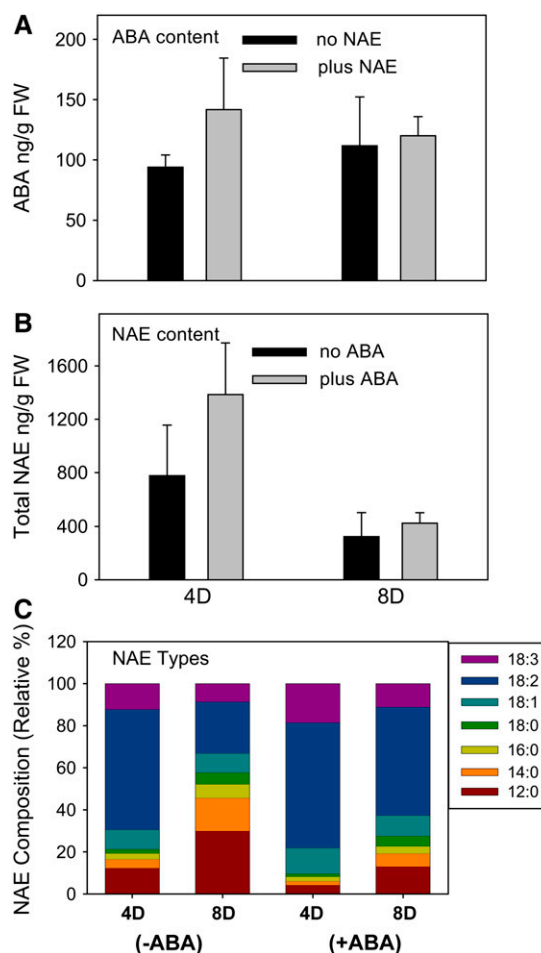 A
ABA content
no NAE
plus NAE
ABA ng/g FW
200
150
100
50
0
B
NAE content
no ABA
plus ABA
Total NAE ng/g FW
1600
1200
800
400
0
4D
8D
C
NAE Types
NAE Composition (Relative %)
120
100
80
60
40
20
0
18:3
18:2
18:1
18:0
16:0
14:0
12:0
4D
8D
4D
8D
(-ABA)
(+ABA)